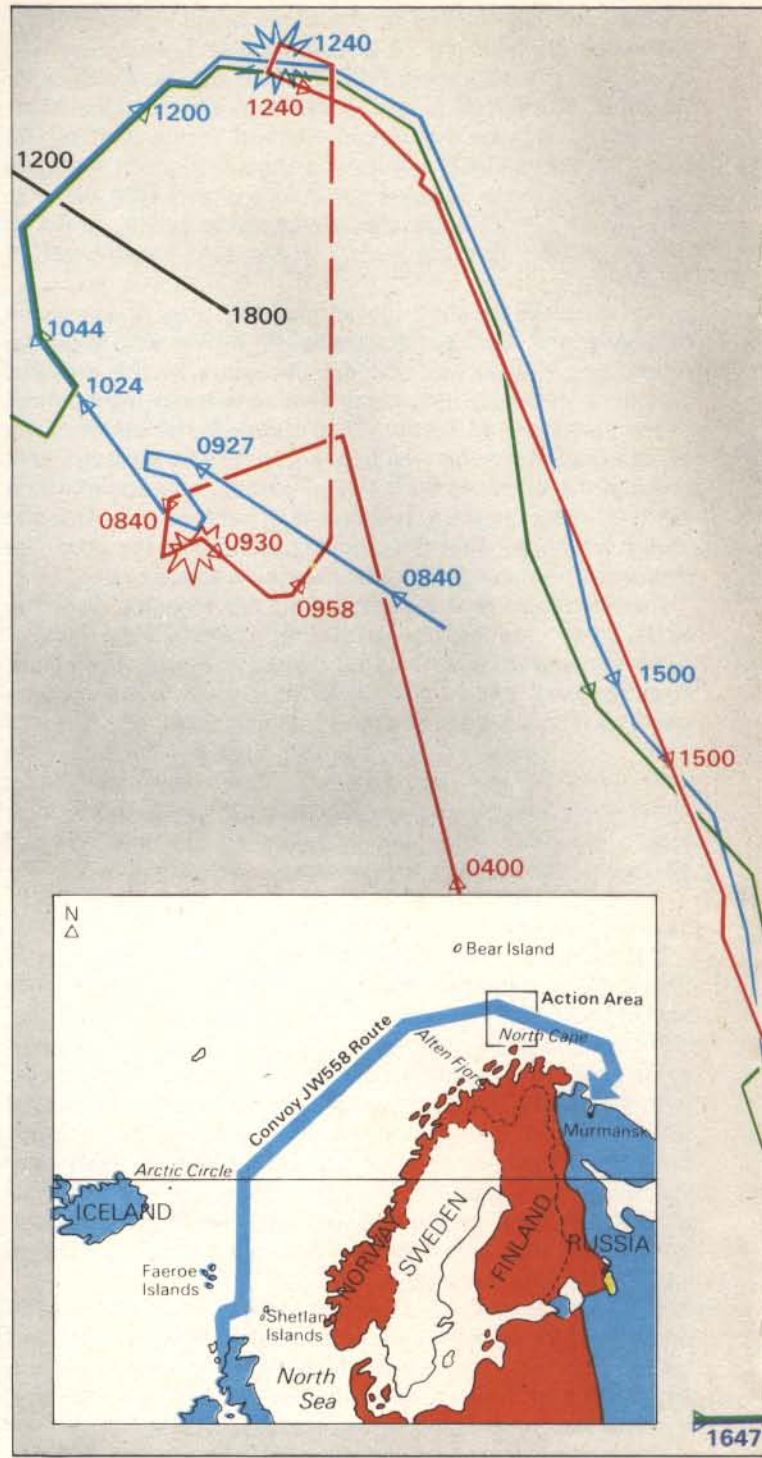 1240
1200
1240
1200
1800
1044
1024
0927
0840
0930
0958
0840
1500
1500
0400
N
Bear Island
Action Area
North Cape
Convoy JW558 Route
Alten Fjord
Murmansk
Arctic Circle
ICELAND
NORWAY
SWEDEN
FINLAND
RUSSIA
Faeroe
Islands
Shetlan
Islands
North
Sea
1647